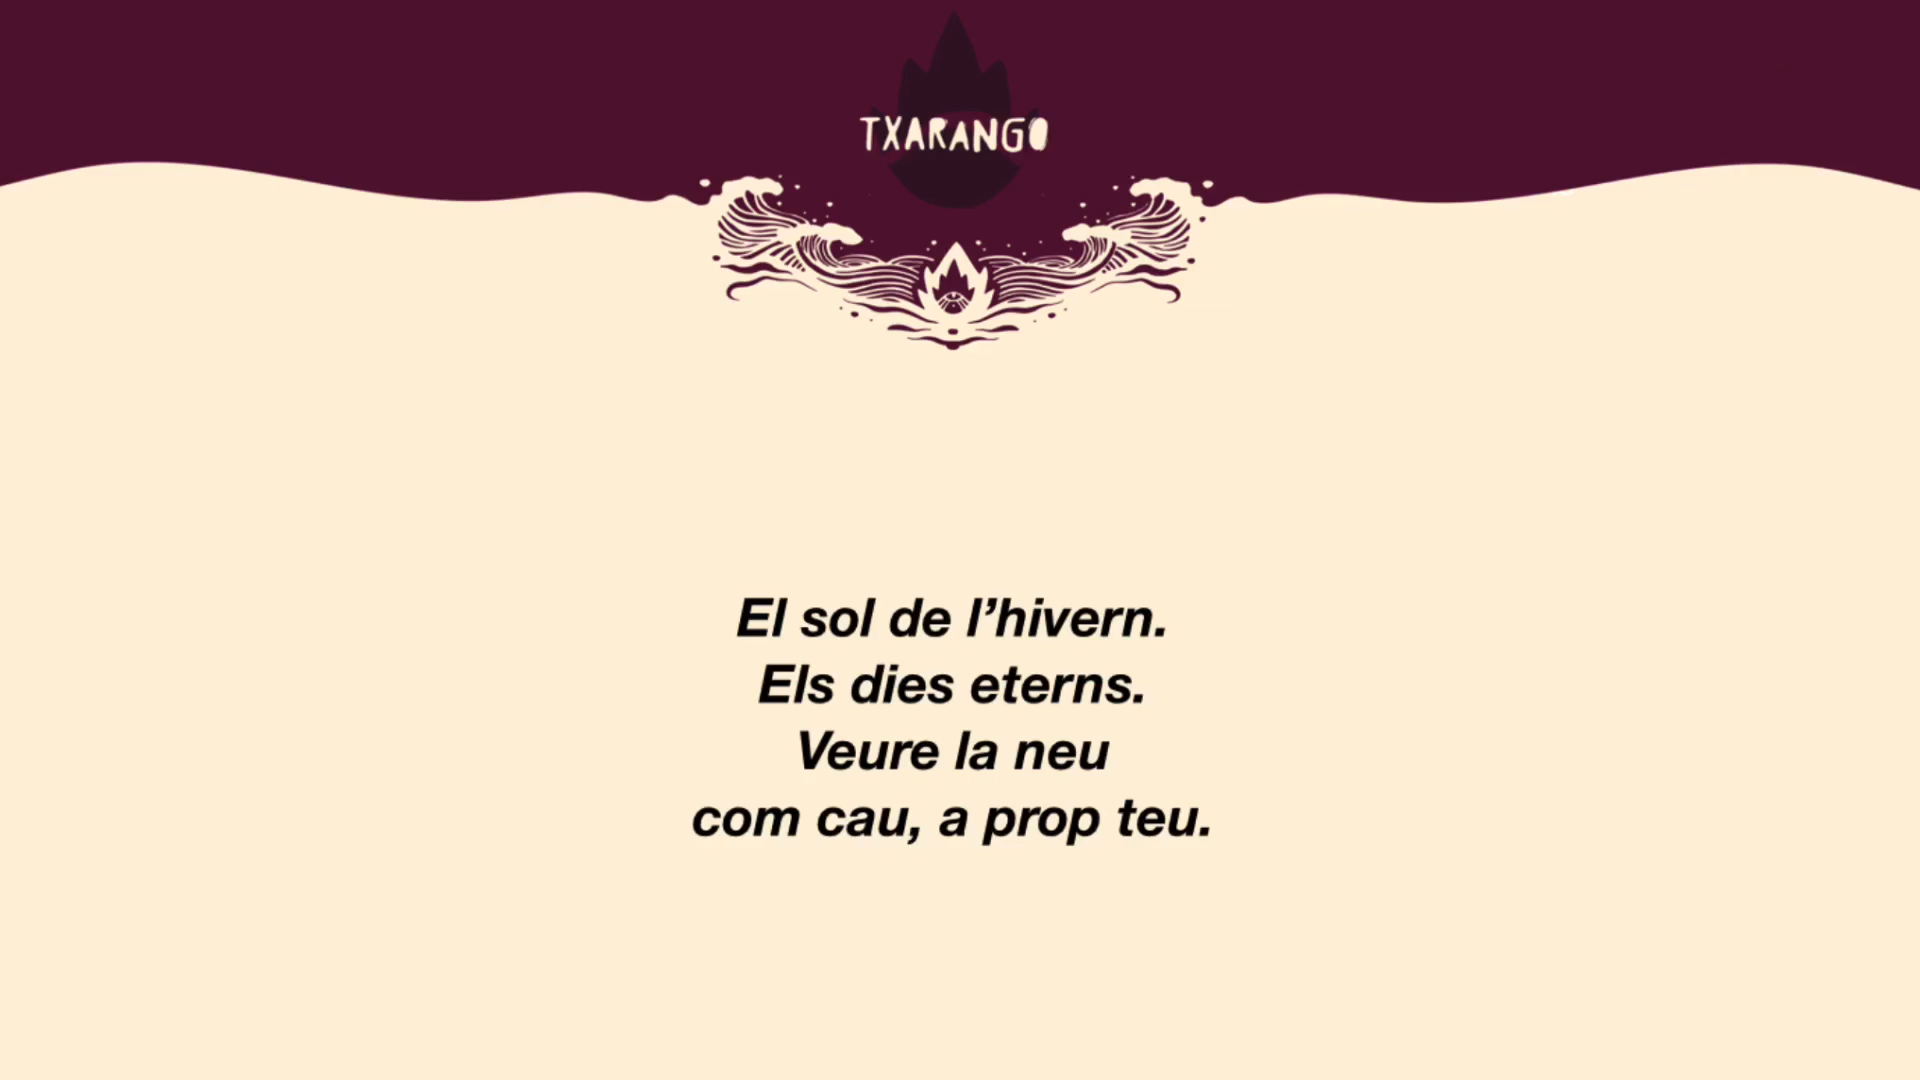 TXARANGO
El sol de l’hivern.
Els dies eterns.
Veure la neu
com cau, a prop teu.